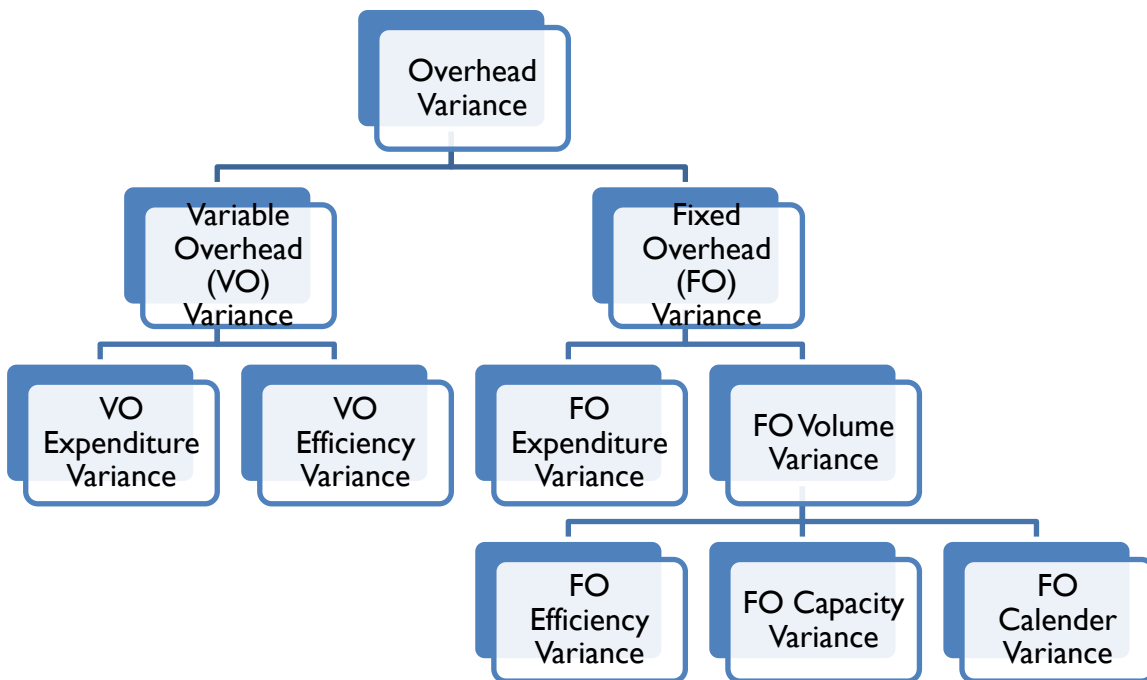 Overhead
Variance
Variable
Overhead
(VO)
Variance
Fixed
Overhead
(FO)
Variance
VO
Expenditure
Variance
VO
Efficiency
Variance
FO
Expenditure
Variance
FO Volume
Variance
FO
Efficiency
Variance
FO Capacity
Variance
FO
Calender
Variance